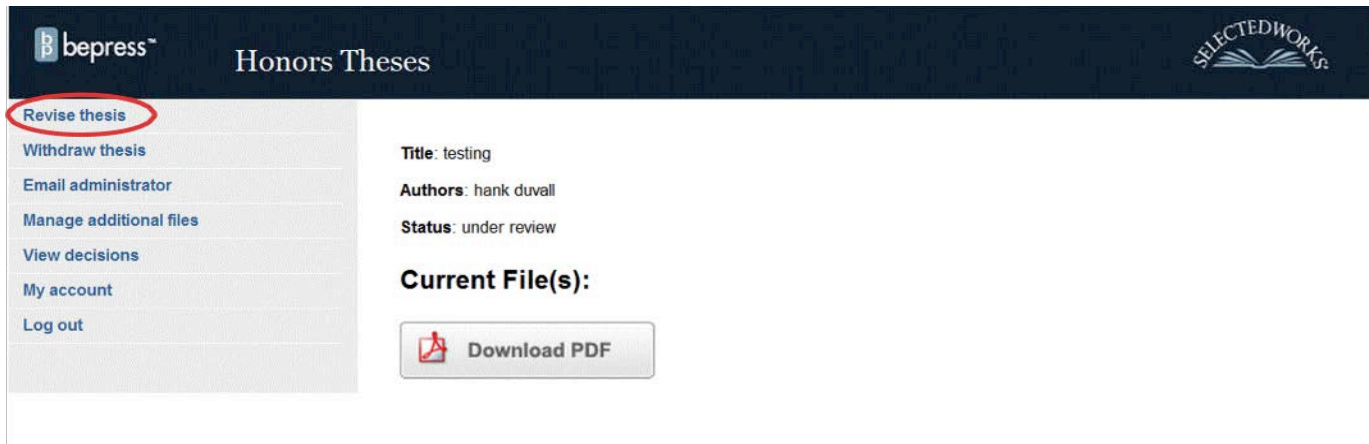 bepress™
Honors Theses
SELECTEDWORKS
Revise thesis
Withdraw thesis
Email administrator
Manage additional files
View decisions
My account
Log out
Title: testing
Authors: hank duvall
Status: under review
Current File(s):
Download PDF